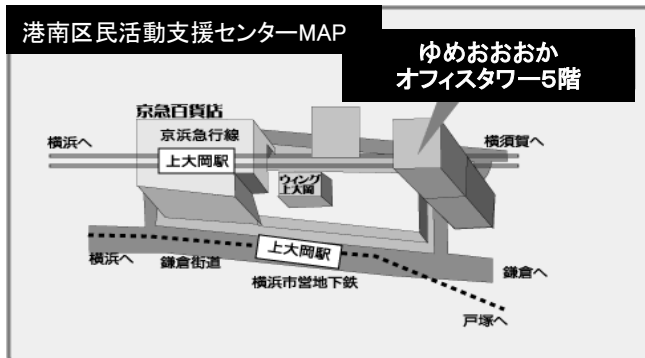 港南区民活動支援センターMAP
ゆめおおおか
オフィスタワー5階
京急百貨店
京浜急行線
横浜へ
上大岡駅
横須賀へ
ウィング
上大岡
上大岡駅
横浜へ
鎌倉街道
横浜市営地下鉄
鎌倉へ
戸塚へ